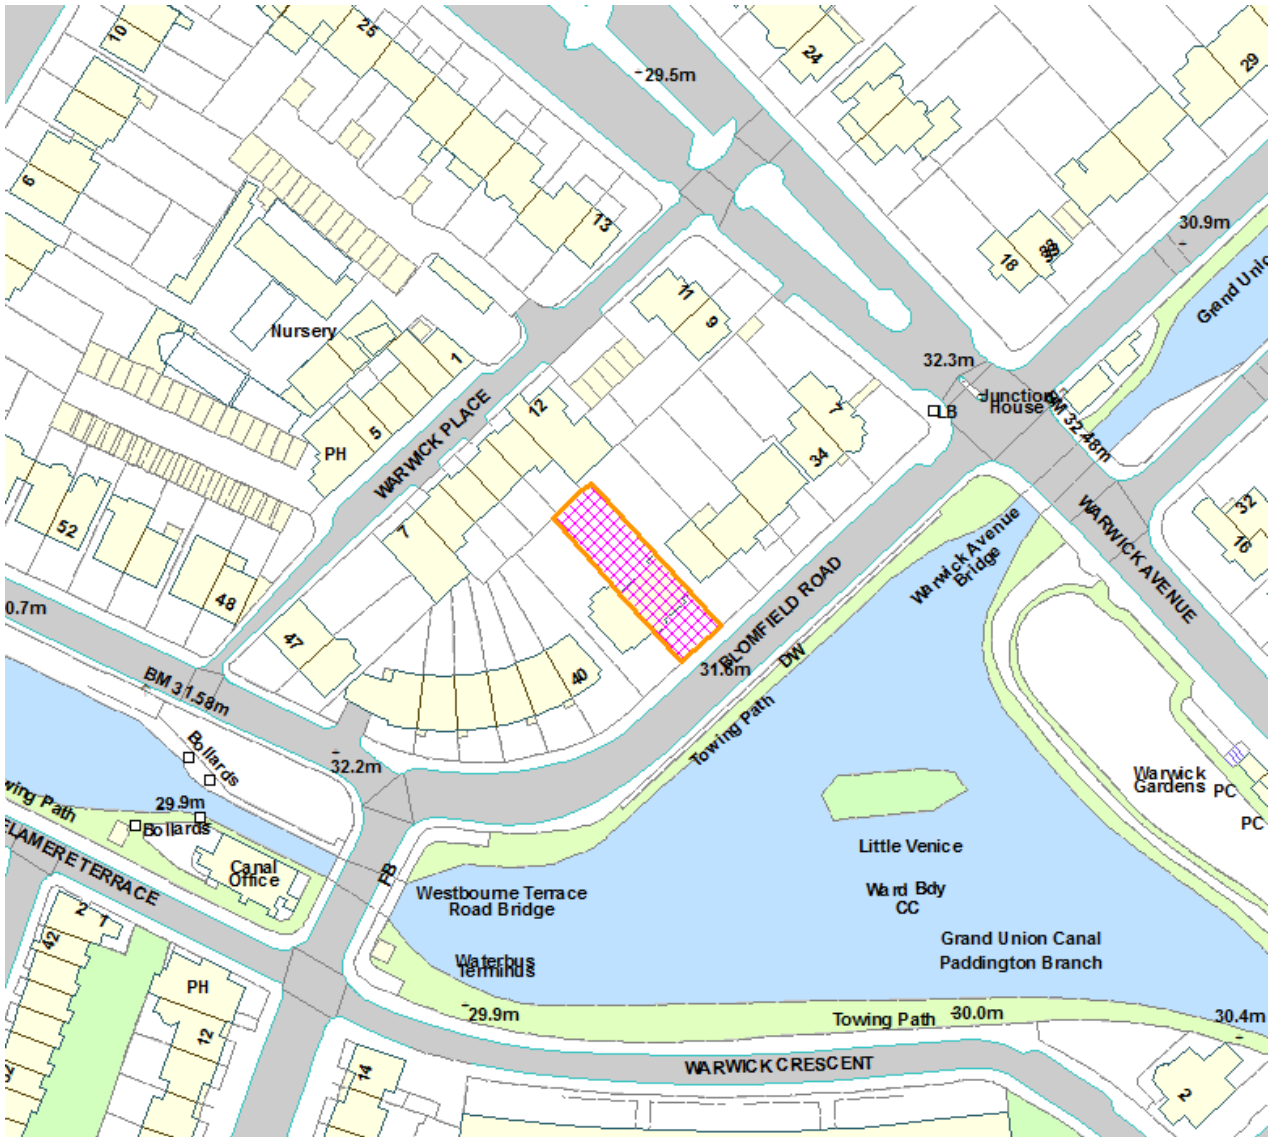 10
25
29.5m
24
29
6
13
30.9m
18
Grand Unio
Nursery
11
9
1
32.3m
Junction
House
LB
BM 32.48m
12
7
5
PH
34
WARWICK PLACE
WARWICK AVENUE
52
7
32
16
48
Warwick Avenue
Bridge
0.7m
47
BLOMFIELD ROAD
31.6m
DW
Towing Path
40
BM 31.58m
Bollards
32.2m
Warwick
Gardens
PC
PC
wing Path
29.9m
Bollards
ELAMERE TERRACE
Canal
Office
FB
Little Venice
Westbourne Terrace
Road Bridge
Ward Bdy
CC
2
1
42
Grand Union Canal
Paddington Branch
Waterbus
Terminus
PH
29.9m
Towing Path
30.0m
30.4m
12
14
WARWICK CRESCENT
2